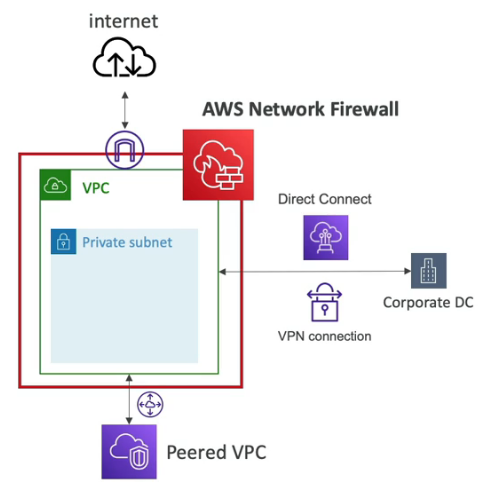 internet
AWS Network Firewall
VPC
Private subnet
Direct Connect
Corporate DC
VPN connection
Peered VPC